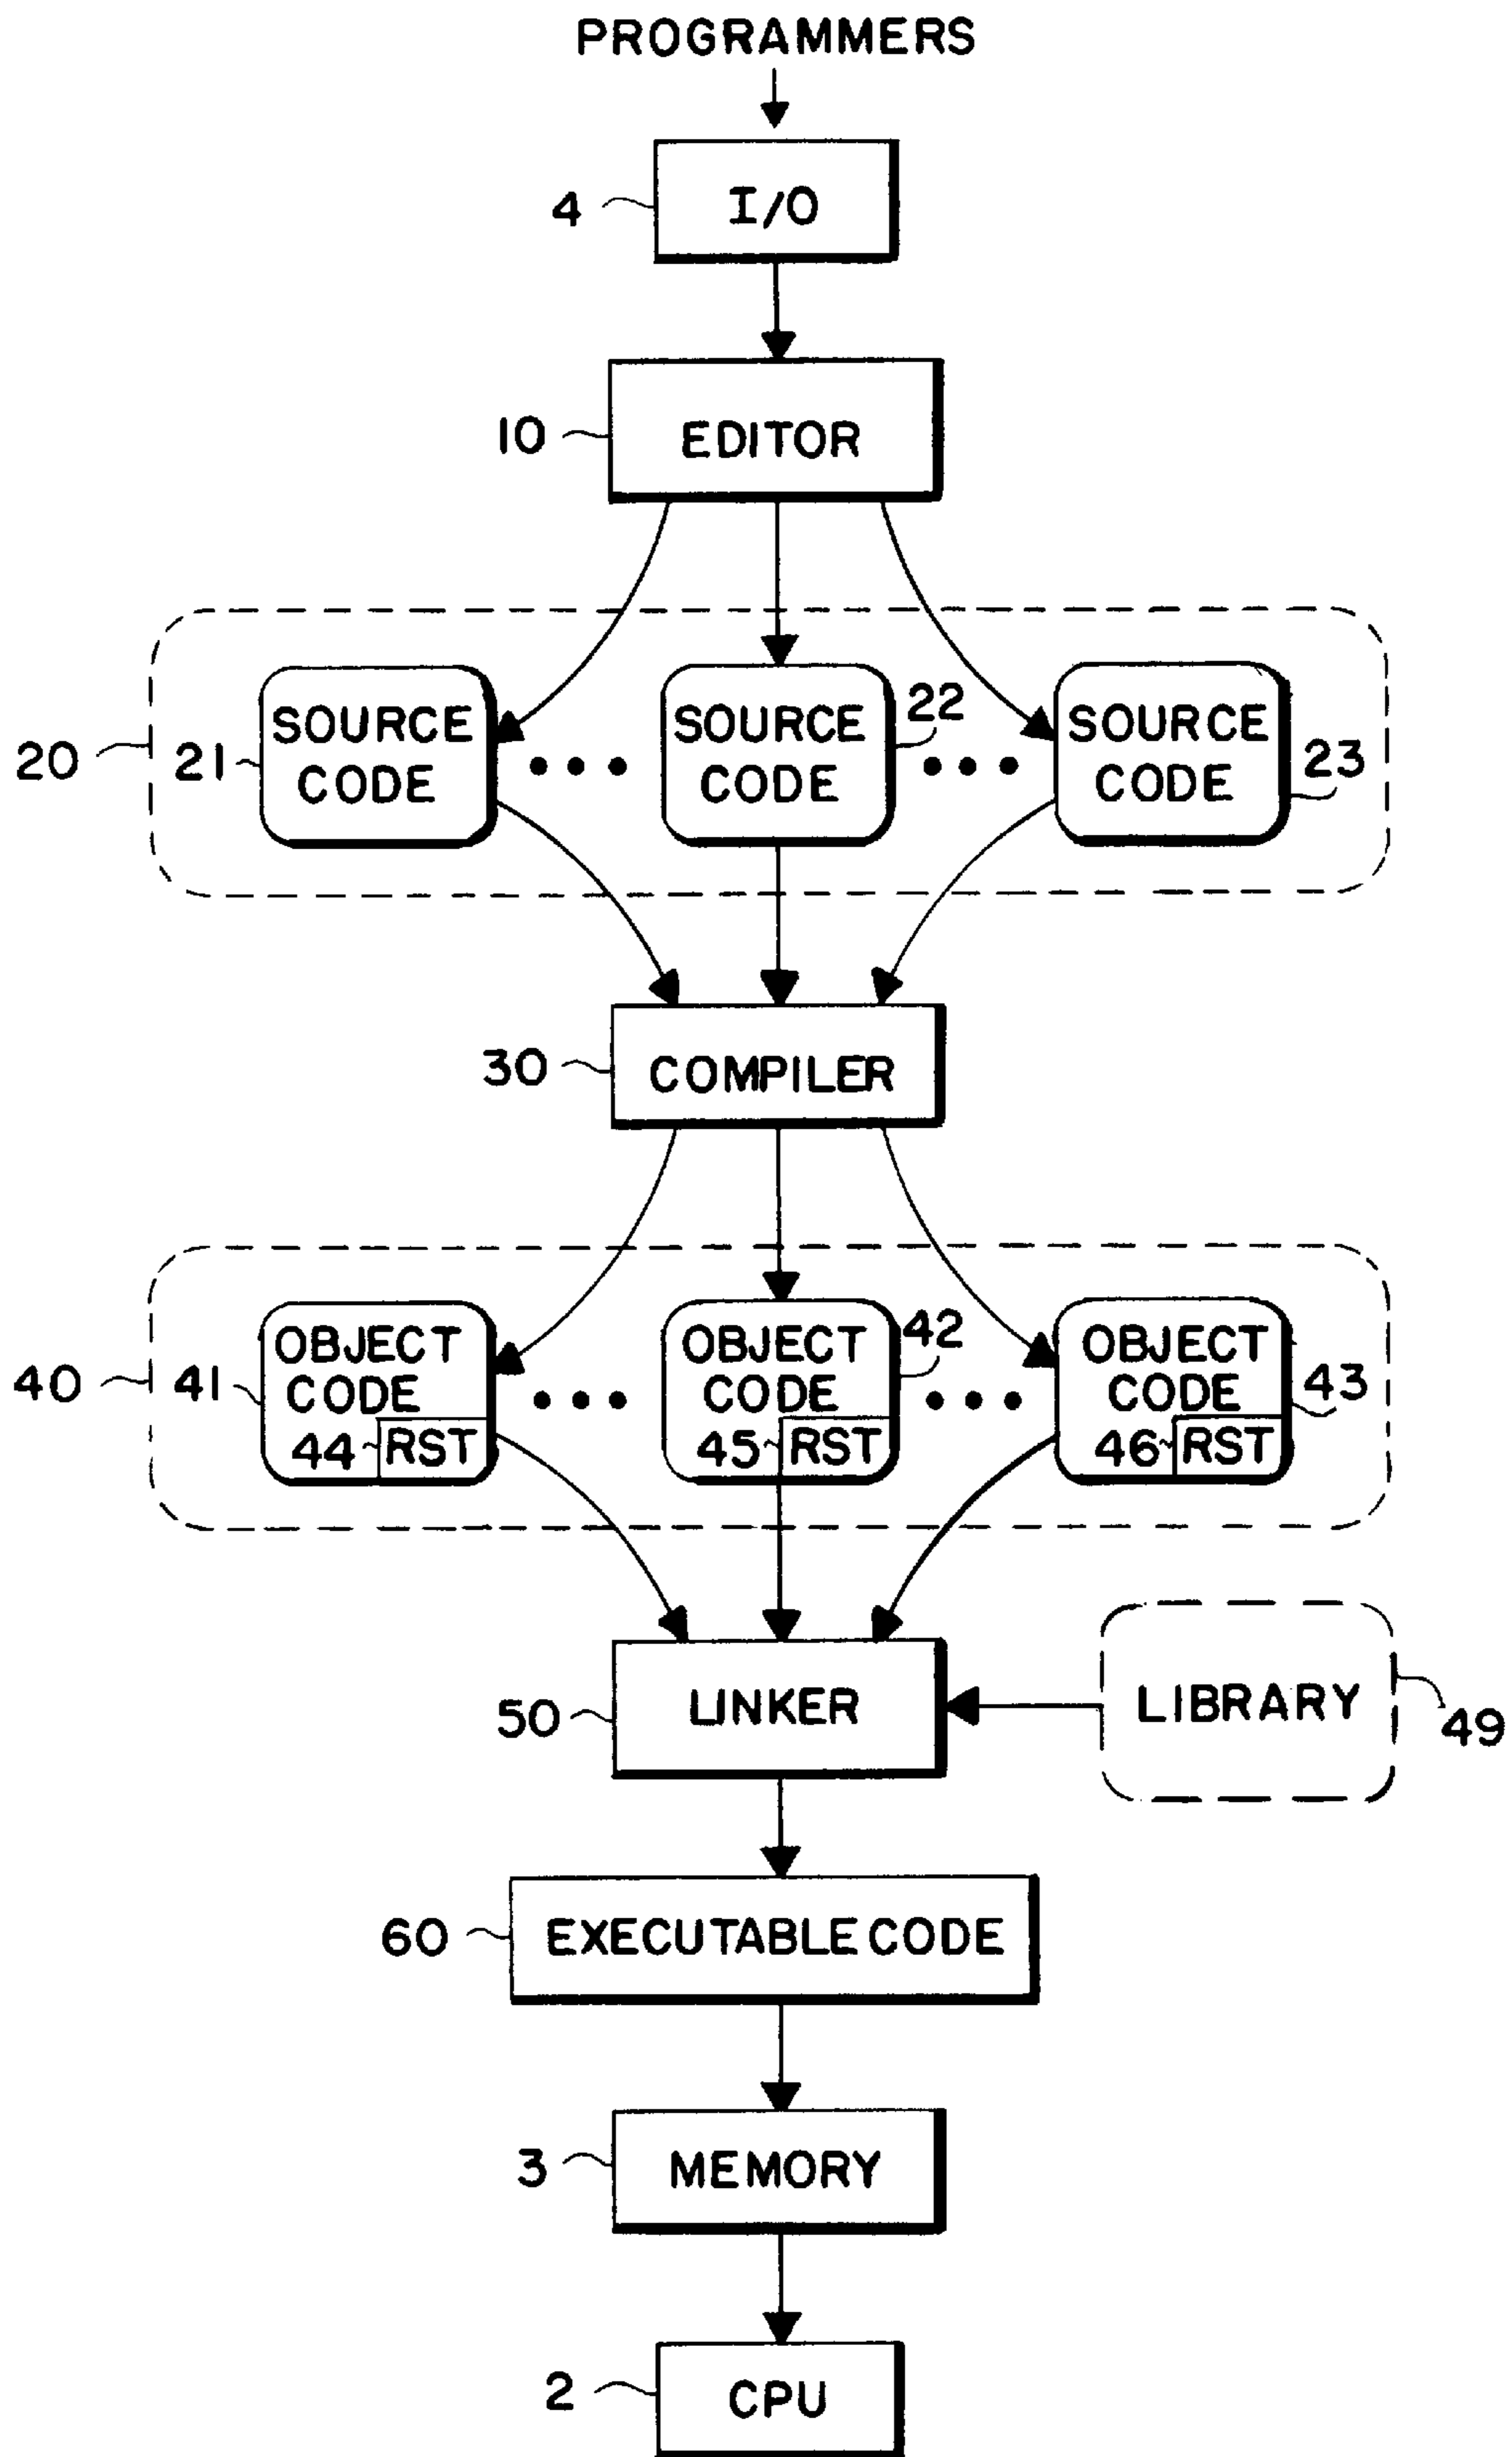 PROGRAMMERS
4 I/O
10 EDITOR
20 21 SOURCE CODE
SOURCE CODE 22
SOURCE CODE 23
30 COMPILER
40 41 OBJECT CODE
44 RST
OBJECT CODE 42
45 RST
OBJECT CODE 43
46 RST
50 LINKER
LIBRARY 49
60 EXECUTABLE CODE
3 MEMORY
2 CPU